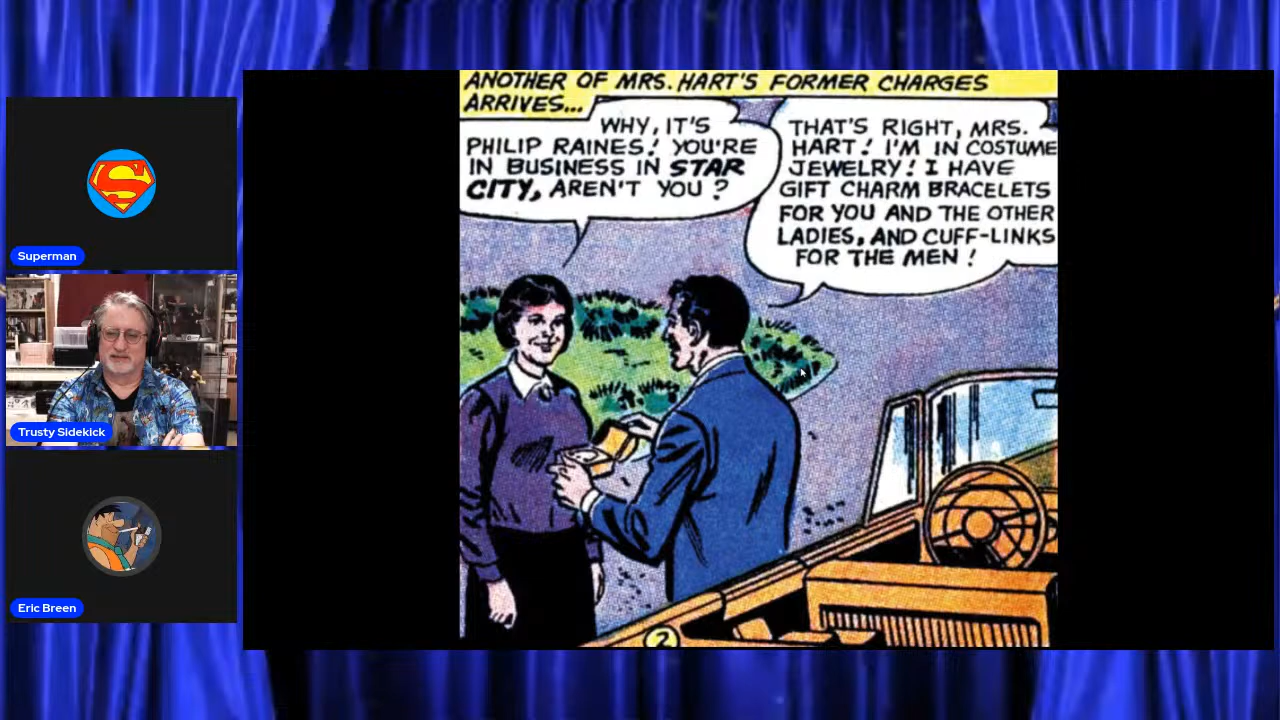 ANOTHER OF MRS. HART'S FORMER CHARGES
ARRIVES...
WHY, IT'S
PHILIP RAINES! YOU'RE
IN BUSINESS IN STAR
CITY, AREN'T YOU?
THAT'S RIGHT, MRS.
HART! I'M IN COSTUME
JEWELRY! I HAVE
GIFT CHARM BRACELETS
FOR YOU AND THE OTHER
LADIES, AND CUFF-LINKS
FOR THE MEN!
2
Superman
Trusty Sidekick
Eric Breen